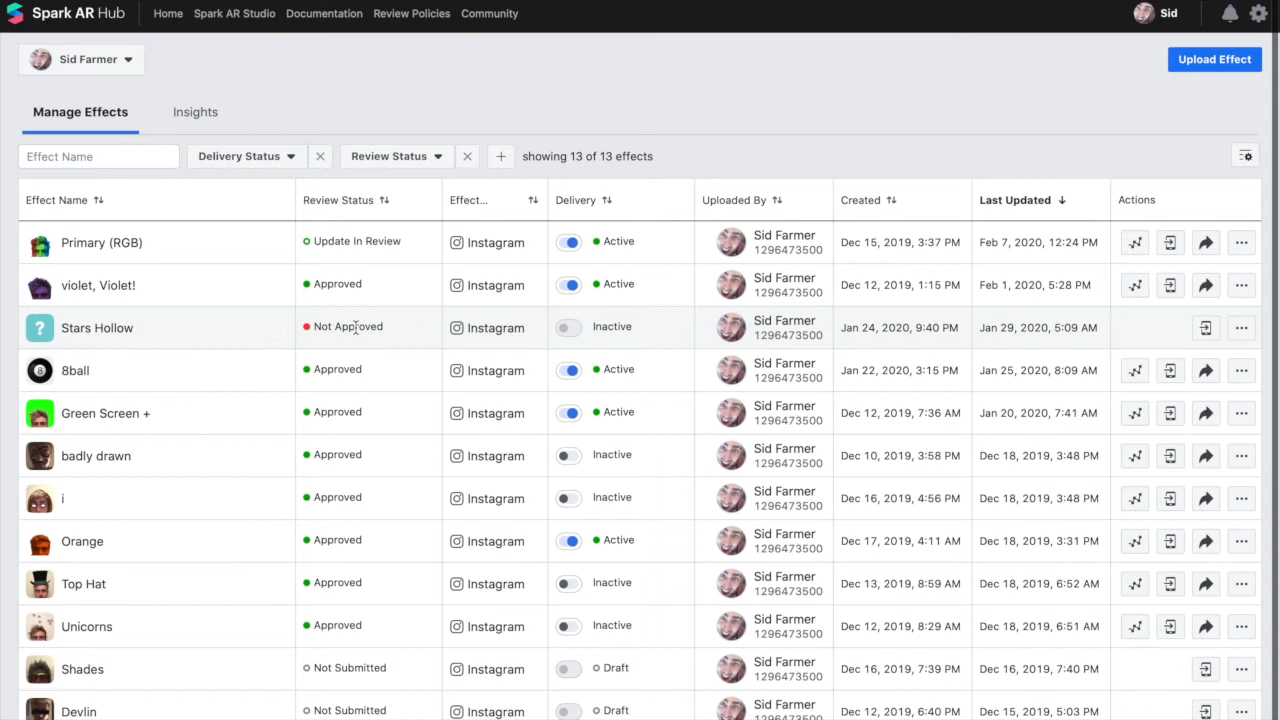 Spark AR Hub Home Spark AR Studio Documentation Review Policies Community Sid
Sid Farmer Upload Effect
Manage Effects Insights
Effect Name Delivery Status Review Status showing 13 of 13 effects
Effect Name Review Status Effect... Delivery Uploaded By Created Last Updated Actions
Primary (RGB) Update In Review Instagram Active Sid Farmer 1296473500 Dec 15, 2019, 3:37 PM Feb 7, 2020, 12:24 PM
violet, Violet! Approved Instagram Active Sid Farmer 1296473500 Dec 12, 2019, 1:15 PM Feb 1, 2020, 5:28 PM
? Stars Hollow Not Approved Instagram Inactive Sid Farmer 1296473500 Jan 24, 2020, 9:40 PM Jan 29, 2020, 5:09 AM
8 8ball Approved Instagram Active Sid Farmer 1296473500 Jan 22, 2020, 3:15 PM Jan 25, 2020, 8:09 AM
Green Screen + Approved Instagram Active Sid Farmer 1296473500 Dec 12, 2019, 7:36 AM Jan 20, 2020, 7:41 AM
badly drawn Approved Instagram Inactive Sid Farmer 1296473500 Dec 10, 2019, 3:58 PM Dec 18, 2019, 3:48 PM
i Approved Instagram Inactive Sid Farmer 1296473500 Dec 16, 2019, 4:56 PM Dec 18, 2019, 3:48 PM
Orange Approved Instagram Active Sid Farmer 1296473500 Dec 17, 2019, 4:11 AM Dec 18, 2019, 3:31 PM
Top Hat Approved Instagram Inactive Sid Farmer 1296473500 Dec 13, 2019, 8:59 AM Dec 18, 2019, 6:52 AM
Unicorns Approved Instagram Inactive Sid Farmer 1296473500 Dec 12, 2019, 8:29 AM Dec 18, 2019, 6:51 AM
Shades Not Submitted Instagram Draft Sid Farmer 1296473500 Dec 16, 2019, 7:39 PM Dec 16, 2019, 7:40 PM
Devlin Not Submitted Instagram Draft Sid Farmer 1296473500 Dec 12, 2019, 6:40 PM Dec 15, 2019, 5:03 PM